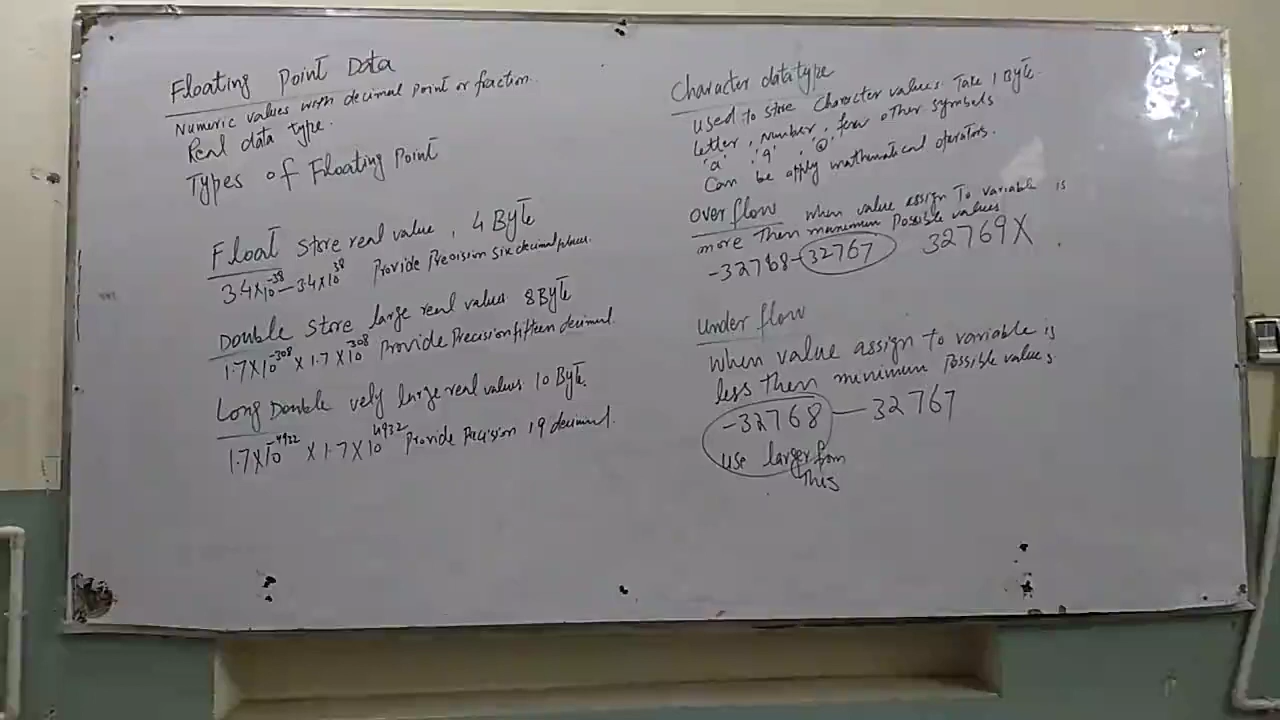 Floating Point Data
Numeric values with decimal point or fraction.
Real data type.
Types of Floating Point
Float Store real value, 4 Byte
3.4x10^-38 — 3.4x10^38 Provide Precision six decimal places.
Double Store large real values 8 Byte
1.7x10^-308 x 1.7 x10^308 Provide Precision fifteen decimal.
Long Double very large real values 10 Byte
1.7x10^-4932 x 1.7x10^4932 Provide Precision 19 decimal.
Character datatype
used to store Character values. Take 1 Byte.
letter, Number, few other symbols
'a' '9' '@'
Can be apply mathematical operators.
Over flow when value assign To variable is
more then maximum Possible values
-32768-32767 32769X
Under flow
When value assign to variable is
less then minimum Possible values
-32768 — 32767
use larger from
this